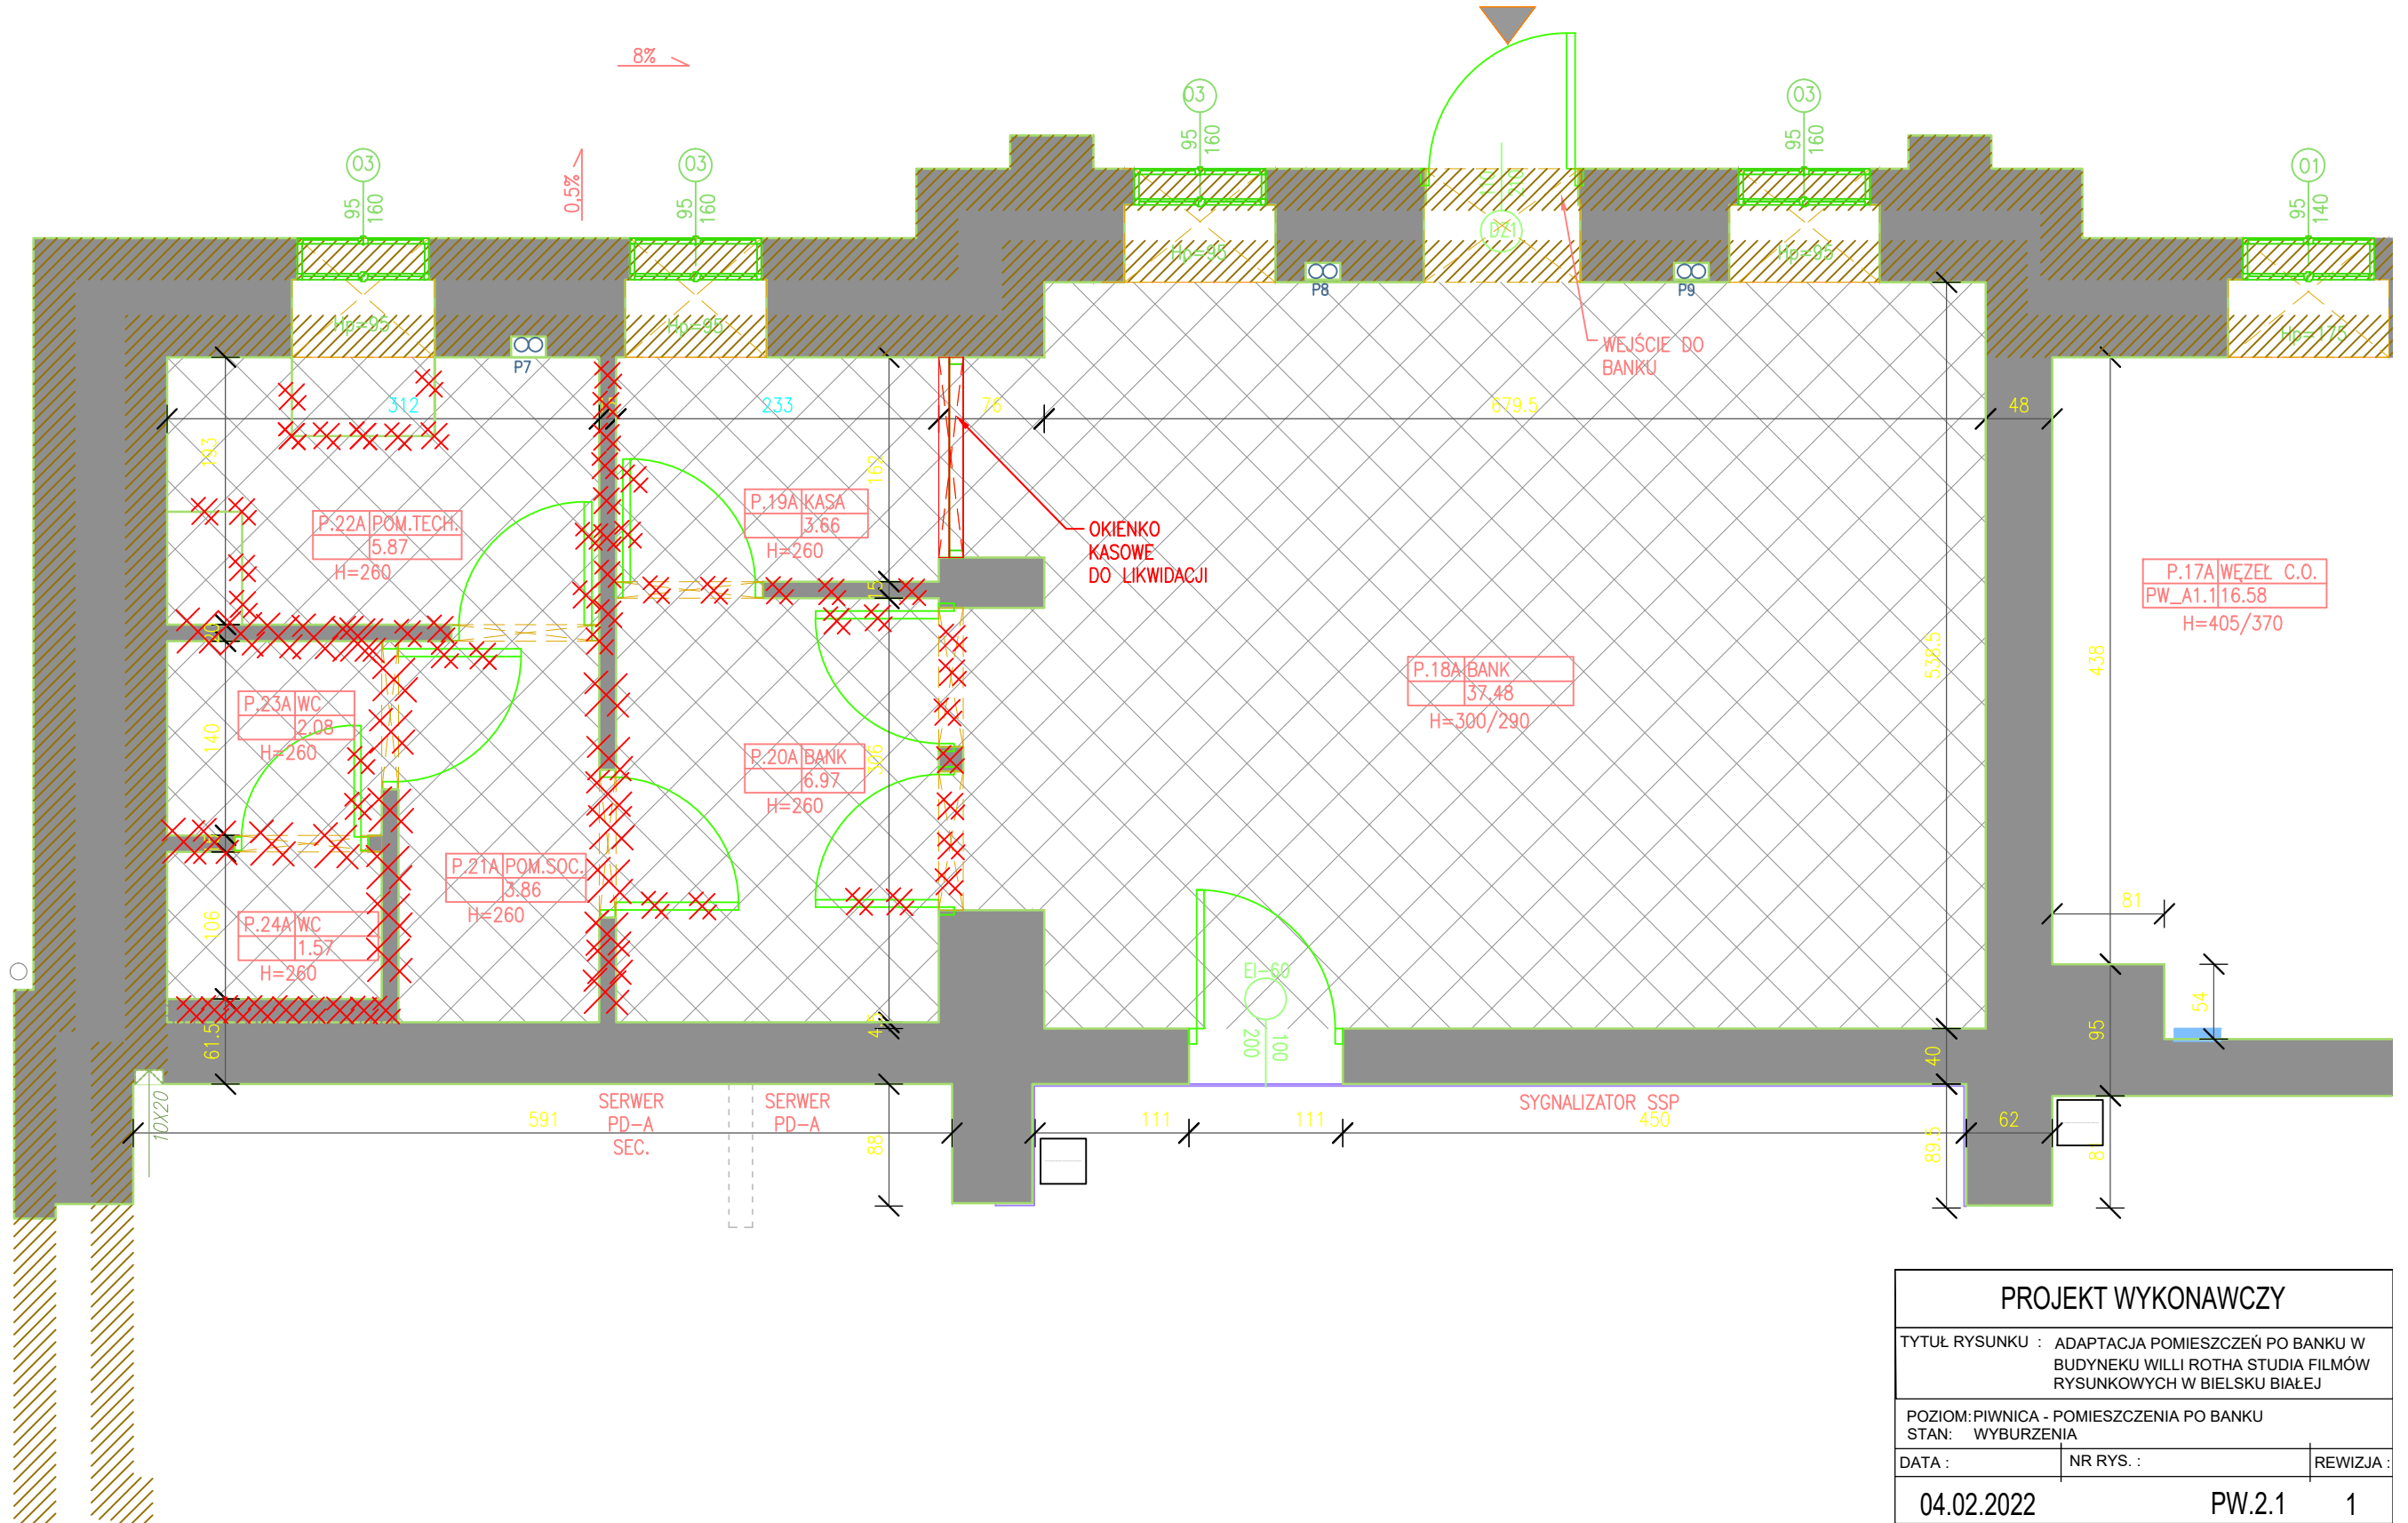 8%
0,5%
03
95
160
03
95
160
03
95
160
03
95
160
01
95
140
DZ1
Hp=95
Hp=95
Hp=95
Hp=95
Hp=175
P7
P8
P9
WEJŚCIE DO
BANKU
312
233
76
679.5
48
193
162
P.22A POM.TECH.
5.87
H=260
P.19A KASA
3.66
H=260
OKIENKO
KASOWE
DO LIKWIDACJI
P.17A WĘZEŁ C.O.
PW_A1.1 16.58
H=405/370
P.18A BANK
37.48
H=300/290
538.5
438
P.23A WC
2.08
H=260
140
P.20A BANK
6.97
H=260
P.21A POM.SOC.
3.86
H=260
P.24A WC
1.57
H=260
106
81
54
95
EI-60
100
200
61.5
4.5
40
10X20
591
SERWER
PD-A
SEC.
SERWER
PD-A
88
111
111
SYGNALIZATOR SSP
450
89.5
62
PROJEKT WYKONAWCZY
TYTUŁ RYSUNKU : ADAPTACJA POMIESZCZEŃ PO BANKU W
BUDYNEKU WILLI ROTHA STUDIA FILMÓW
RYSUNKOWYCH W BIELSKU BIAŁEJ
POZIOM: PIWNICA - POMIESZCZENIA PO BANKU
STAN: WYBURZENIA
DATA : NR RYS. : REWIZJA :
04.02.2022 PW.2.1 1